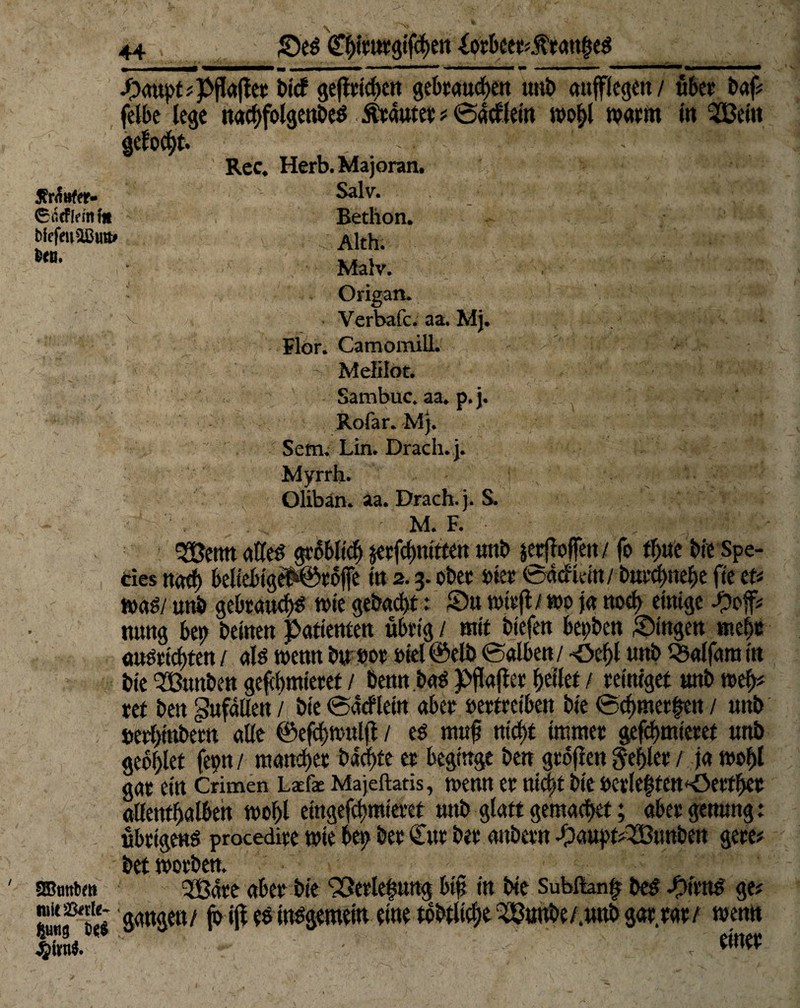 44 Des Chirurgischen Lorbeer-Krantzes
Haupt-Pflaster dick gestrichen gebrauchen und aufflegen / über das-
selbe lege nachfolgendes Kräuter-Säcklein wohl warm in Wein
gekocht.
Rec. Herb. Majoran.
Kräuter- Salv.
Säcklein für Bethon.
diesen Wun- Alth.
den. Malv.
Origan.
Verbasc. aa. Mj.
Flor. Camomill.
Melilot.
Sambuc. aa. p. j.
Rosar. Mj.
Sem. Lin. Drach. j.
Myrrh.
Oliban. aa. Drach. j. S.
M. F.
Wenn alles gröblich zerschnitten und zerstossen / so thue die Spe-
cies nach beliebiger Grösse in 2. 3. oder vier Säcklein / durchnehe sie et-
was / und gebrauchs wie gedacht: Du wirst / wo ja noch einige Hoff-
nung bey deinen Patienten übrig / mit diesen beyden Dingen mehr
ausrichten / als wenn du vor viel Geld Salben / Oehl und Balsam in
die Wunden geschmieret / denn das Pflaster heilet / reiniget und weh-
ret den Zufällen / die Säcklein aber vertreiben die Schmertzen / und
verhindern alle Geschwulst / es muß nicht immer geschmieret und
geöhlet seyn / mancher dächte er beginge den grösten Fehler / ja wohl
gar ein Crimen Læsæ Majestatis, wenn er nicht die verletzten Oerther
allenthalben wohl eingeschmieret und glatt gemachet; aber genung:
übrigens procedire wie bey der Cur der andern Haupt-Wunden gere-
det worden.
Wunden Wäre aber die Verletzung biß in die Substantz des Hirns ge-
mit Verle- gangen / so ist es insgemein eine tödtliche Wunde / und gar rar / wenn
tzung des
Hirns. einer